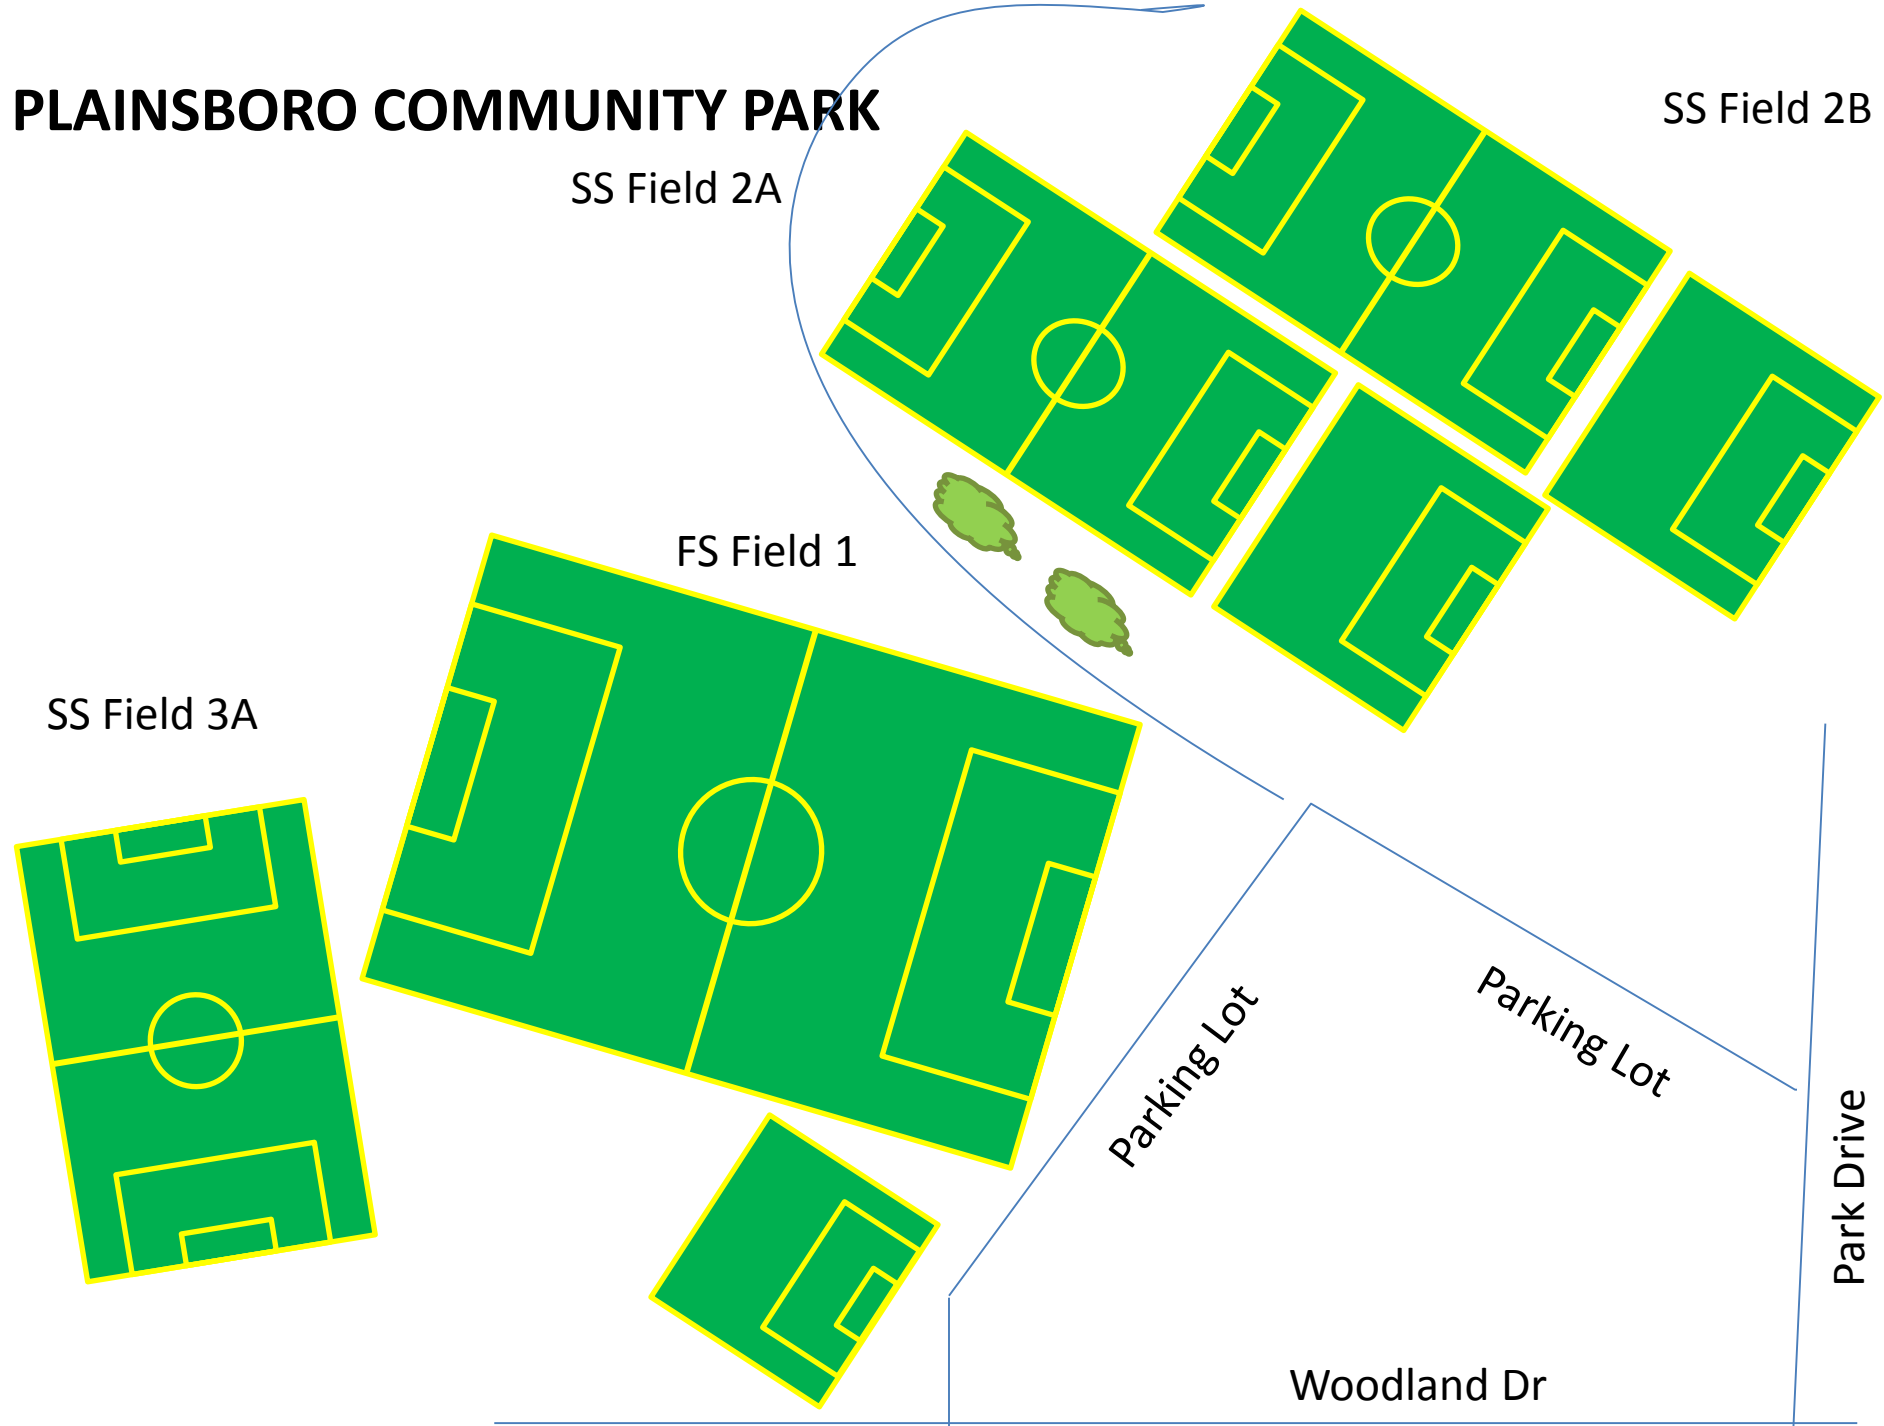 PLAINSBORO COMMUNITY PARK
SS Field 2B
SS Field 2A
FS Field 1
SS Field 3A
Parking Lot
Parking Lot
Park Drive
Woodland Dr